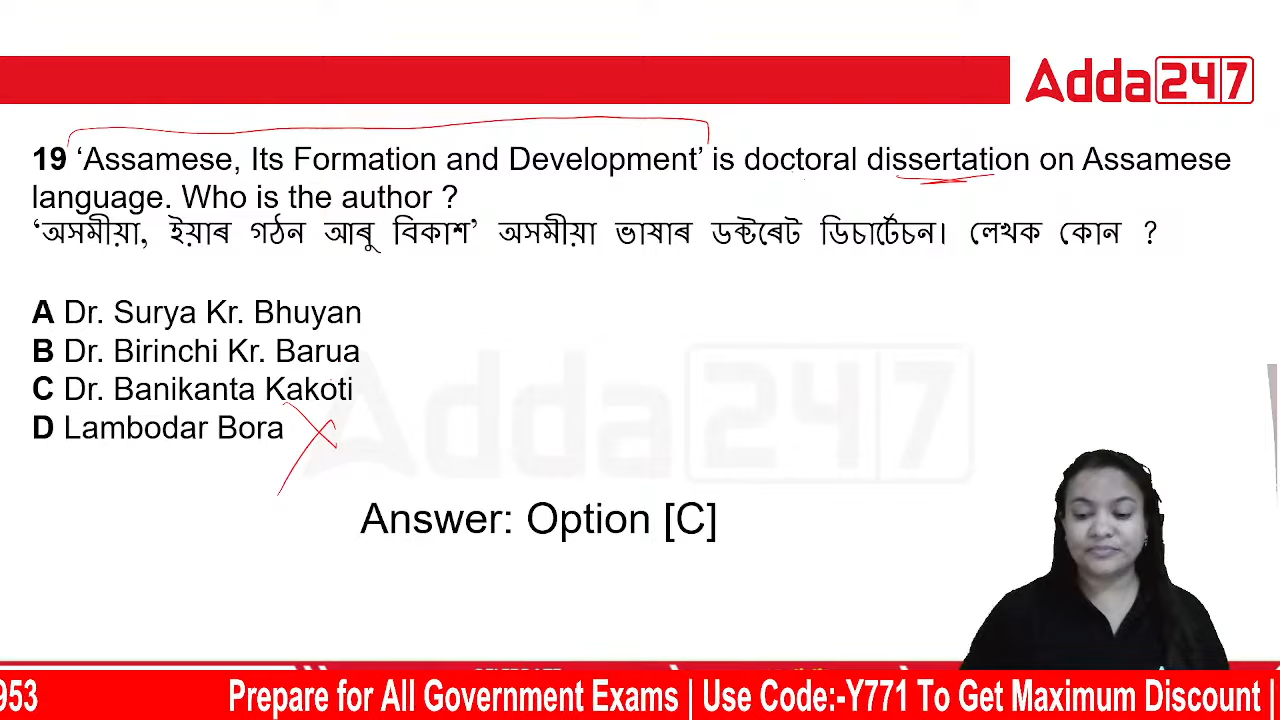 Adda247
19 ‘Assamese, Its Formation and Development’ is doctoral dissertation on Assamese
language. Who is the author ?
‘অসমীয়া, ইয়াৰ গঠন আৰু বিকাশ’ অসমীয়া ভাষাৰ ডক্টৰেট ডিচাৰ্টেচন। লেখক কোন ?
A Dr. Surya Kr. Bhuyan
B Dr. Birinchi Kr. Barua
C Dr. Banikanta Kakoti
D Lambodar Bora
Adda247
Answer: Option [C]
953 Prepare for All Government Exams | Use Code:-Y771 To Get Maximum Discount |